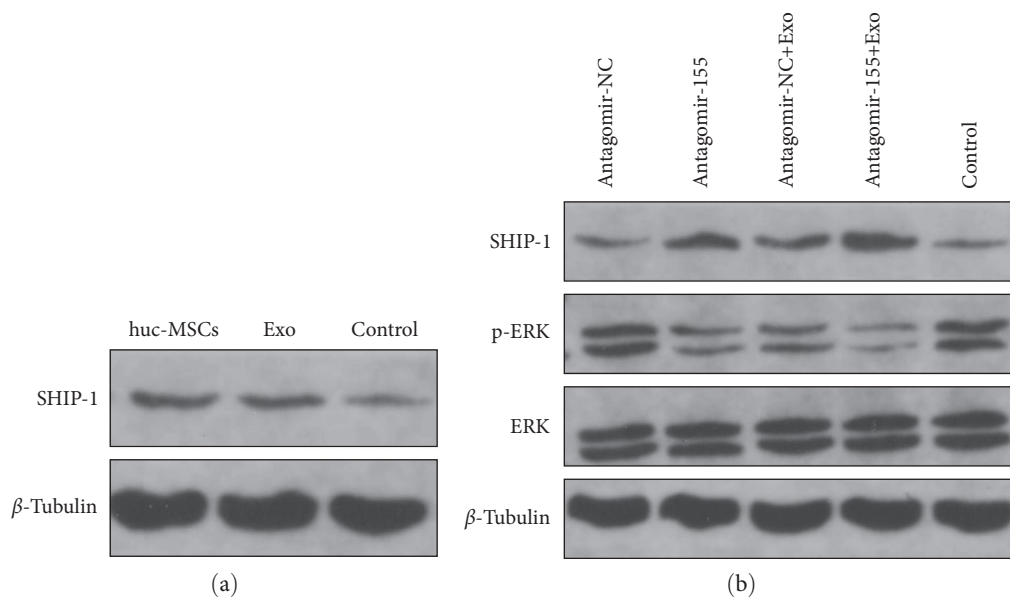 huc-MSCs Exo Control
SHIP-1
β-Tubulin
(a)
Antagomir-NC
Antagomir-155
Antagomir-NC+Exo
Antagomir-155+Exo
Control
SHIP-1
p-ERK
ERK
β-Tubulin
(b)